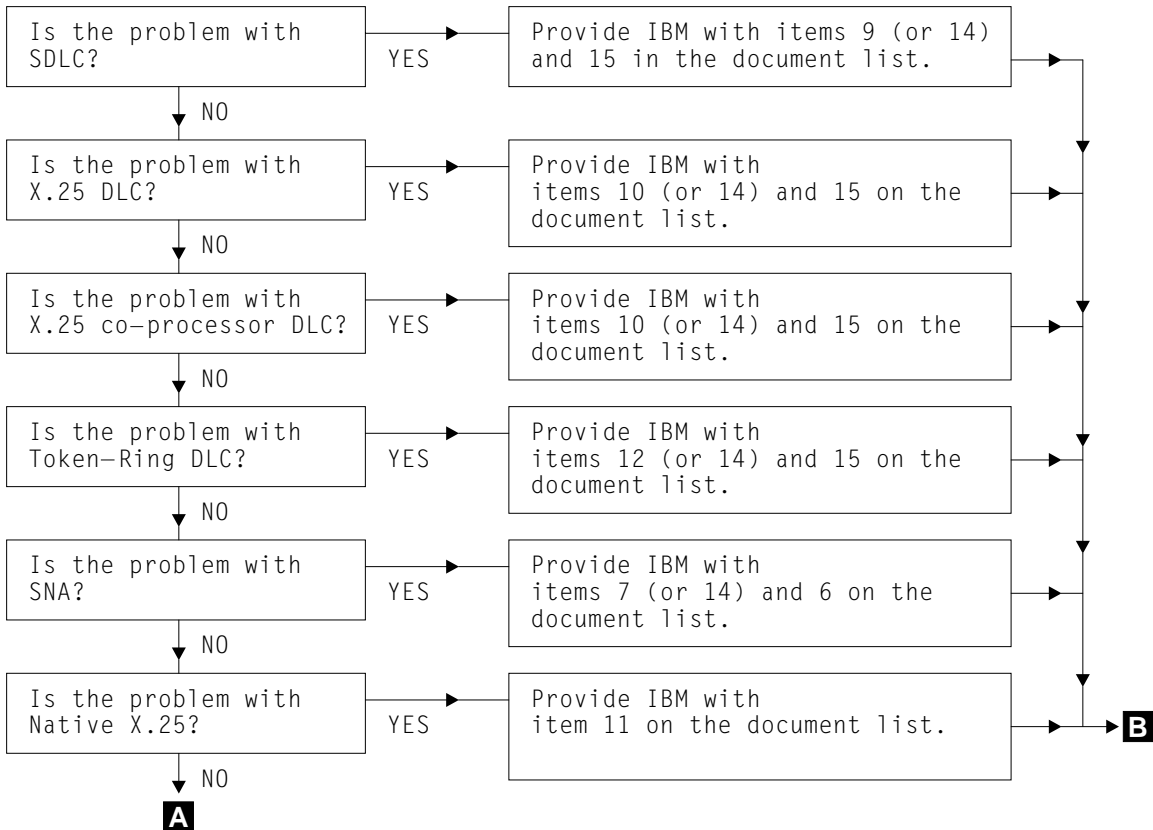 Is the problem with
SDLC?
YES
Provide IBM with items 9 (or 14)
and 15 in the document list.
NO
Is the problem with
X.25 DLC?
YES
Provide IBM with
items 10 (or 14) and 15 on the
document list.
NO
Is the problem with
X.25 co−processor DLC?
YES
Provide IBM with
items 10 (or 14) and 15 on the
document list.
NO
Is the problem with
Token−Ring DLC?
YES
Provide IBM with
items 12 (or 14) and 15 on the
document list.
NO
Is the problem with
SNA?
YES
Provide IBM with
items 7 (or 14) and 6 on the
document list.
NO
Is the problem with
Native X.25?
YES
Provide IBM with
item 11 on the document list.
B
NO
A